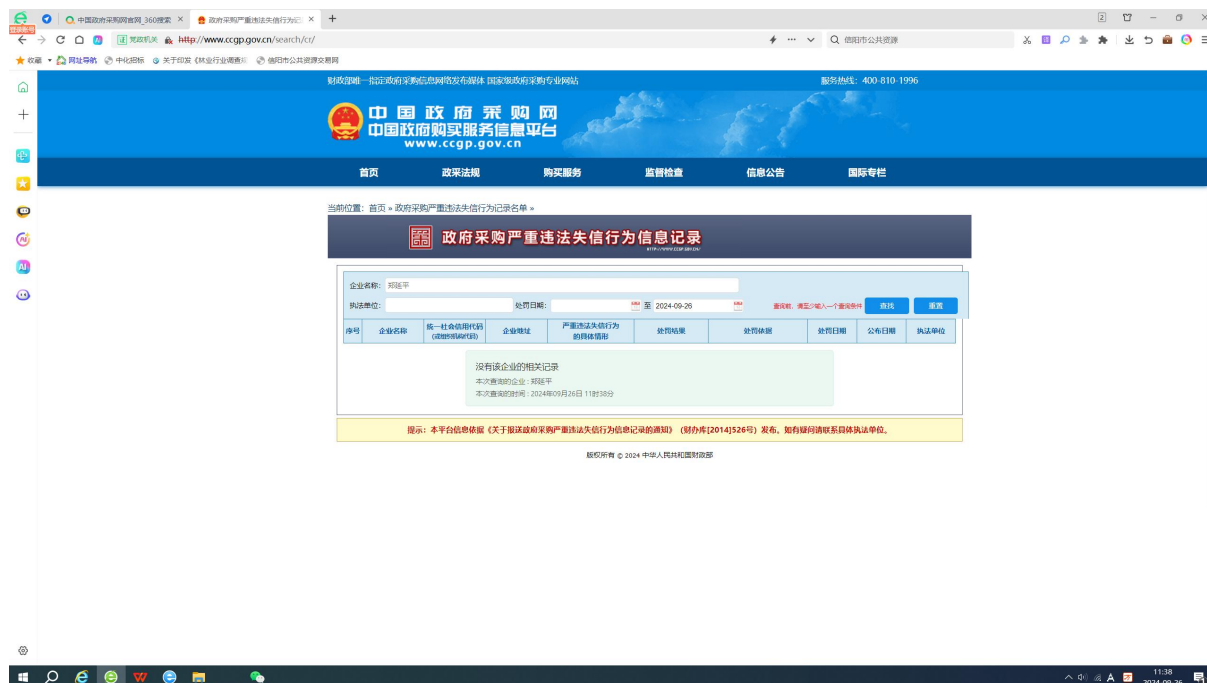 中国政府采购网官网_360搜索
政府采购严重违法失信行为记
2
登录账号
党政机关
http://www.ccgp.gov.cn/search/cr/
信阳市公共资源
收藏
网址导航
中化招标
关于印发《林业行业调查
信阳市公共资源交易网
财政部唯一指定政府采购信息网络发布媒体 国家级政府采购专业网站
服务热线：400-810-1996
中国政府采购网
中国政府购买服务信息平台
www.ccgp.gov.cn
首页 政采法规 购买服务 监督检查 信息公告 国际专栏
当前位置：首页 » 政府采购严重违法失信行为记录名单 »
政府采购严重违法失信行为信息记录
HTTP://WWW.CCGP.GOV.CN/
企业名称: 郑延平
执法单位: 处罚日期: 至 2024-09-26 查询前，请至少输入一个查询条件 查找 重置
序号 企业名称 统一社会信用代码 (或组织机构代码) 企业地址 严重违法失信行为的具体情形 处罚结果 处罚依据 处罚日期 公布日期 执法单位
没有该企业的相关记录
本次查询的企业 : 郑延平
本次查询的时间 : 2024年09月26日 11时38分
提示：本平台信息依据《关于报送政府采购严重违法失信行为信息记录的通知》（财办库[2014]526号）发布。如有疑问请联系具体执法单位。
版权所有 © 2024 中华人民共和国财政部
11:38
2024-09-26